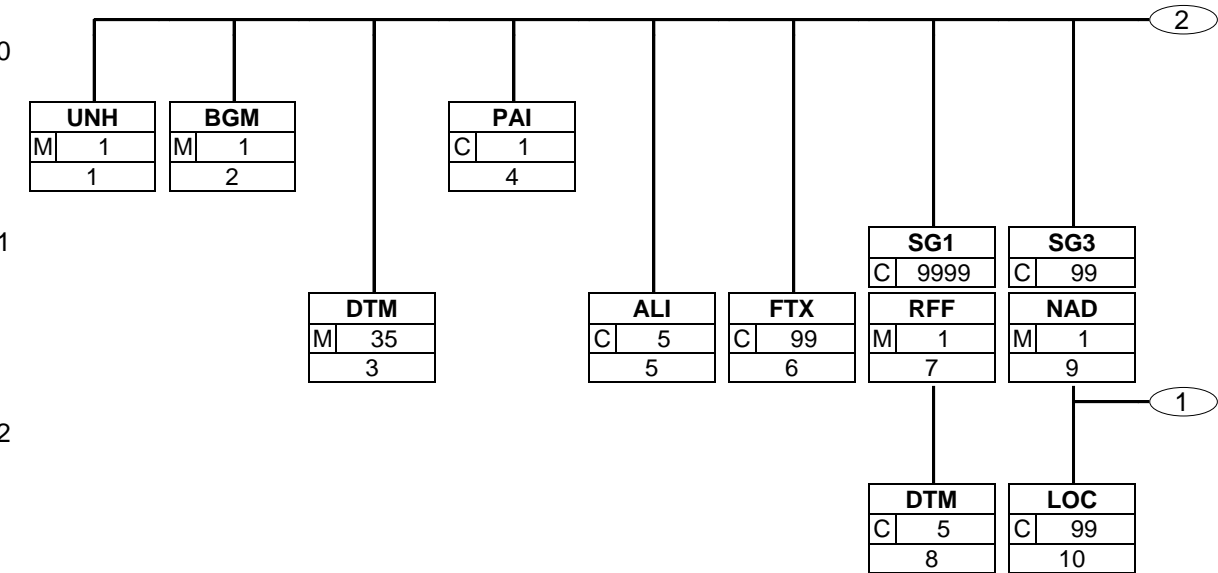 2
0
UNH BGM PAI
M 1 M 1 C 1
1 2 4
1
SG1 SG3
C 9999 C 99
DTM ALI FTX RFF NAD
M 35 C 5 C 99 M 1 M 1
3 5 6 7 9
1
2
DTM LOC
C 5 C 99
8 10